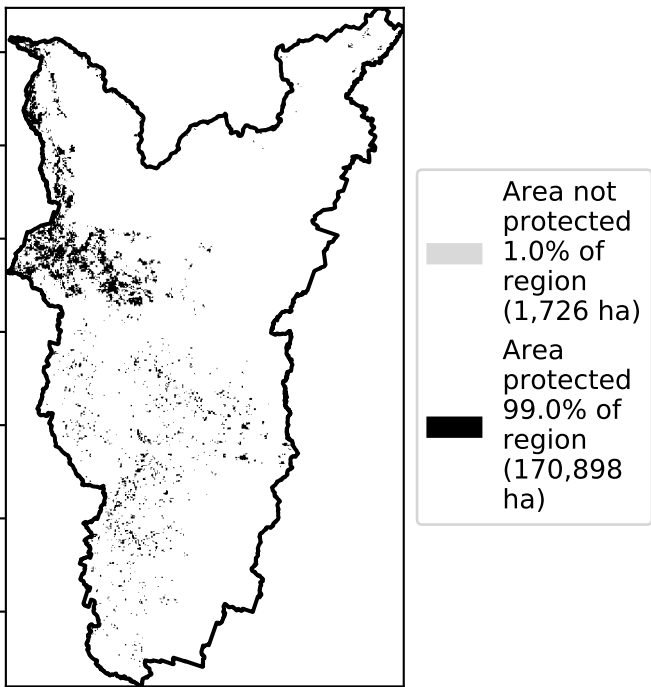 Area not
protected
1.0% of
region
(1,726 ha)
Area
protected
99.0% of
region
(170,898
ha)